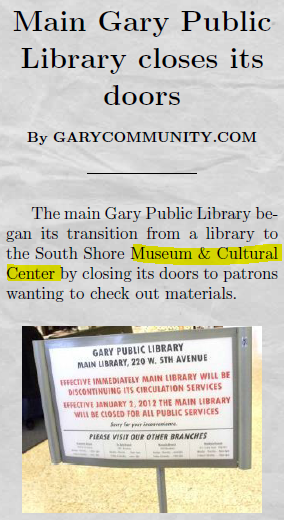 Main Gary Public
Library closes its
doors
By GARYCOMMUNITY.COM
The main Gary Public Library be-
gan its transition from a library to
the South Shore Museum & Cultural
Center by closing its doors to patrons
wanting to check out materials.
GARY PUBLIC LIBRARY
MAIN LIBRARY, 220 W. 5TH AVENUE
EFFECTIVE IMMEDIATELY MAIN LIBRARY WILL BE
DISCONTINUING ITS CIRCULATION SERVICES
EFFECTIVE JANUARY 2, 2012 THE MAIN LIBRARY
WILL BE CLOSED FOR ALL PUBLIC SERVICES
Sorry for your inconvenience.
PLEASE VISIT OUR OTHER BRANCHES